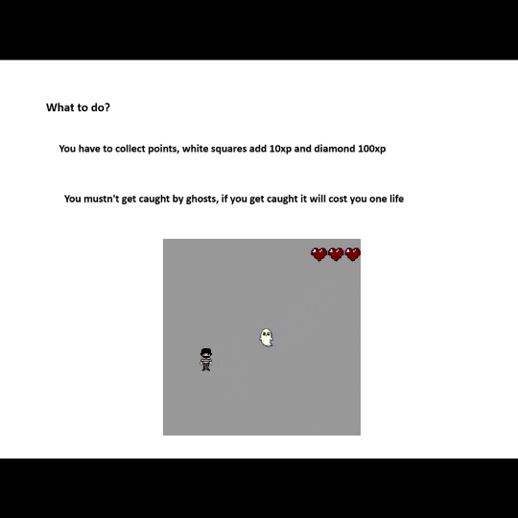 What to do?
You have to collect points, white squares add 10xp and diamond 100xp
You mustn't get caught by ghosts, if you get caught it will cost you one life